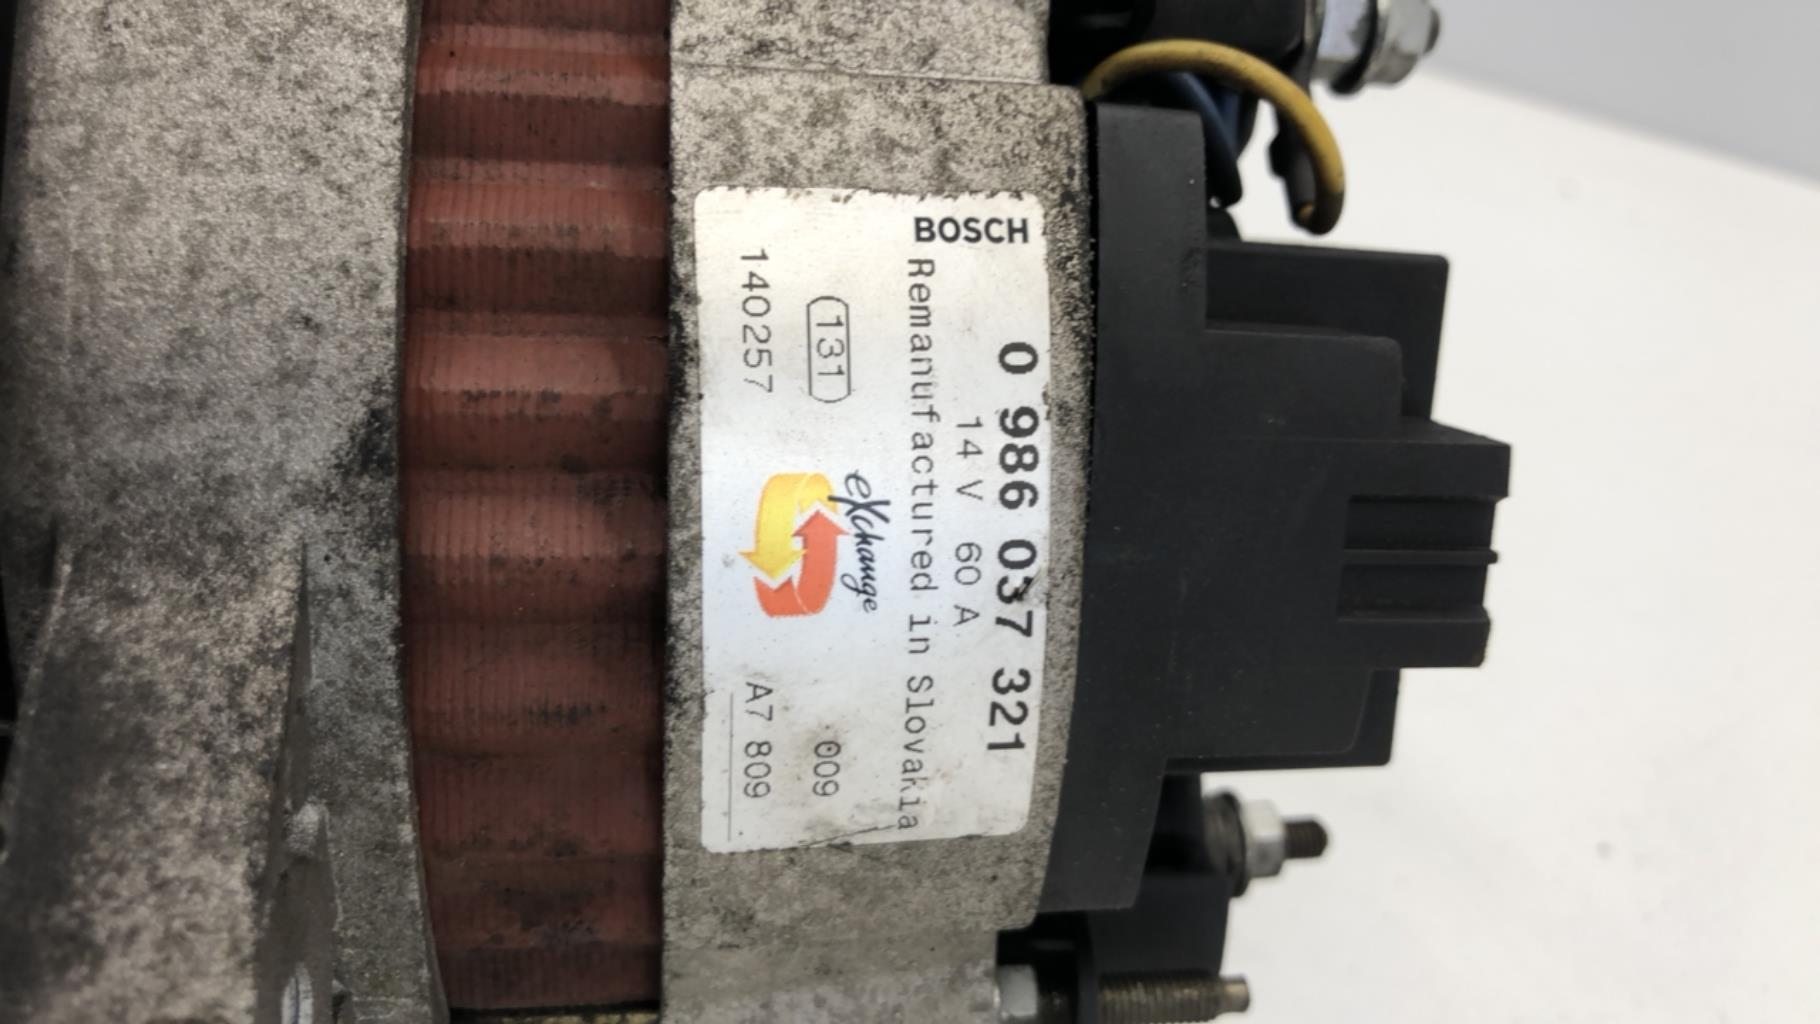 BOSCH
0 986 037 321
14 V 60 A
Remanufactured in Slovakia
eXchange
131
009
140257
A7 809